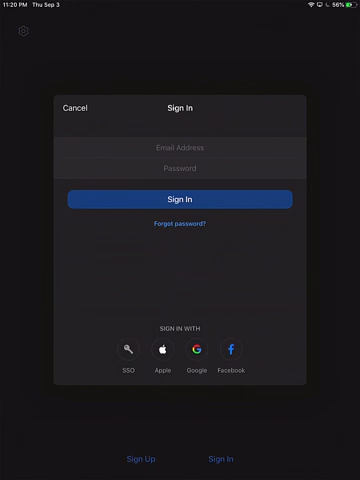 11:20 PM Thu Sep 3
56%
Cancel
Sign In
Email Address
Password
Sign In
Forgot password?
SIGN IN WITH
SSO Apple Google Facebook
Sign Up Sign In